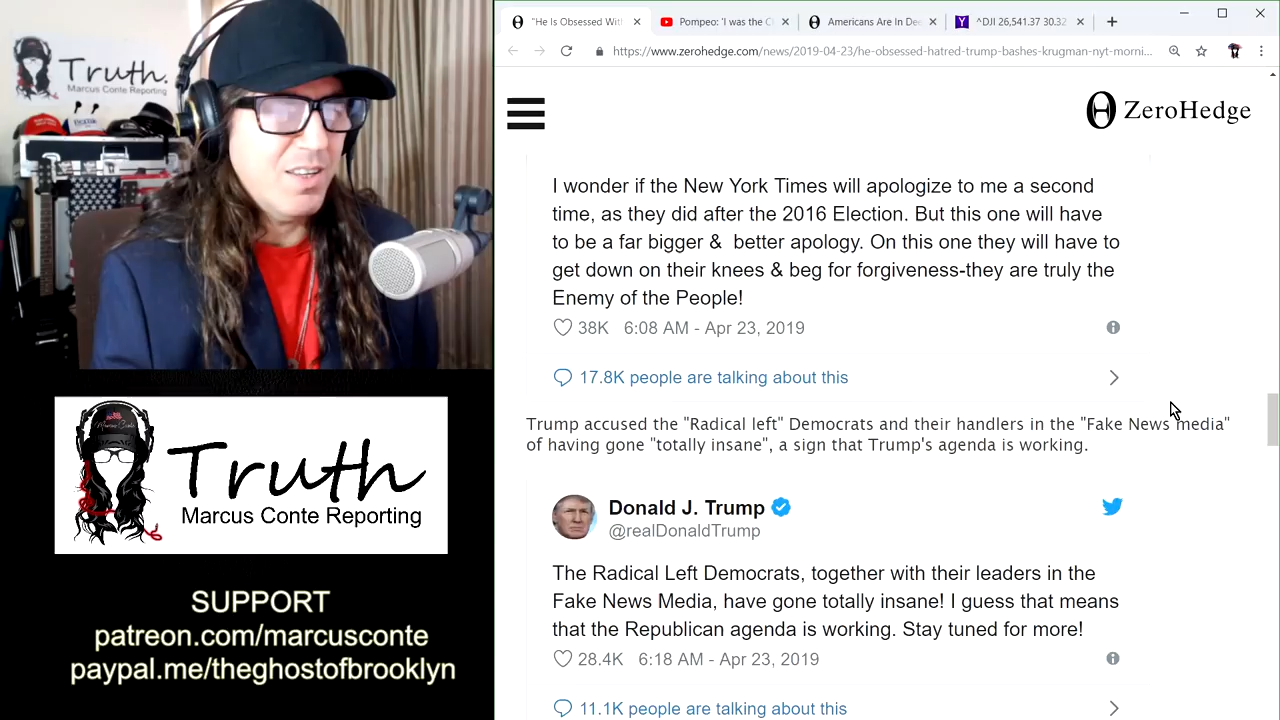 Truth.
Marcus Conte Reporting
Truth
Marcus Conte Reporting
SUPPORT
patreon.com/marcusconte
paypal.me/theghostofbrooklyn
"He Is Obsessed With
Pompeo: 'I was the C
Americans Are In De
^DJI 26,541.37 30.32
https://www.zerohedge.com/news/2019-04-23/he-obsessed-hatred-trump-bashes-krugman-nyt-morni...
ZeroHedge
I wonder if the New York Times will apologize to me a second
time, as they did after the 2016 Election. But this one will have
to be a far bigger & better apology. On this one they will have to
get down on their knees & beg for forgiveness-they are truly the
Enemy of the People!
38K 6:08 AM - Apr 23, 2019
17.8K people are talking about this
Trump accused the "Radical left" Democrats and their handlers in the "Fake News media"
of having gone "totally insane", a sign that Trump's agenda is working.
Donald J. Trump
@realDonaldTrump
The Radical Left Democrats, together with their leaders in the
Fake News Media, have gone totally insane! I guess that means
that the Republican agenda is working. Stay tuned for more!
28.4K 6:18 AM - Apr 23, 2019
11.1K people are talking about this